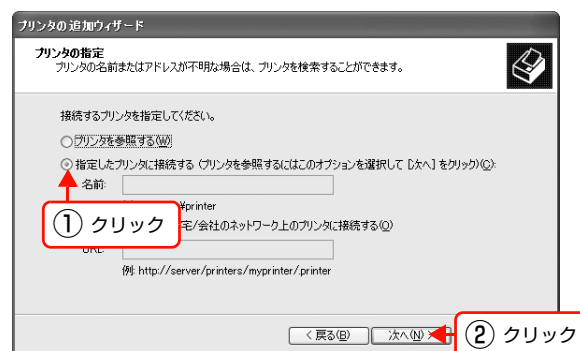 プリンタの追加ウィザード
プリンタの指定
プリンタの名前またはアドレスが不明な場合は、プリンタを検索することができます。
接続するプリンタを指定してください。
プリンタを参照する(W)
指定したプリンタに接続する (プリンタを参照するにはこのオプションを選択して [次へ] をクリック)(C):
名前:
¥printer
① クリック
宅/会社のネットワーク上のプリンタに接続する(O)
URL:
例: http://server/printers/myprinter/.printer
< 戻る(B)
次へ(N) >
② クリック